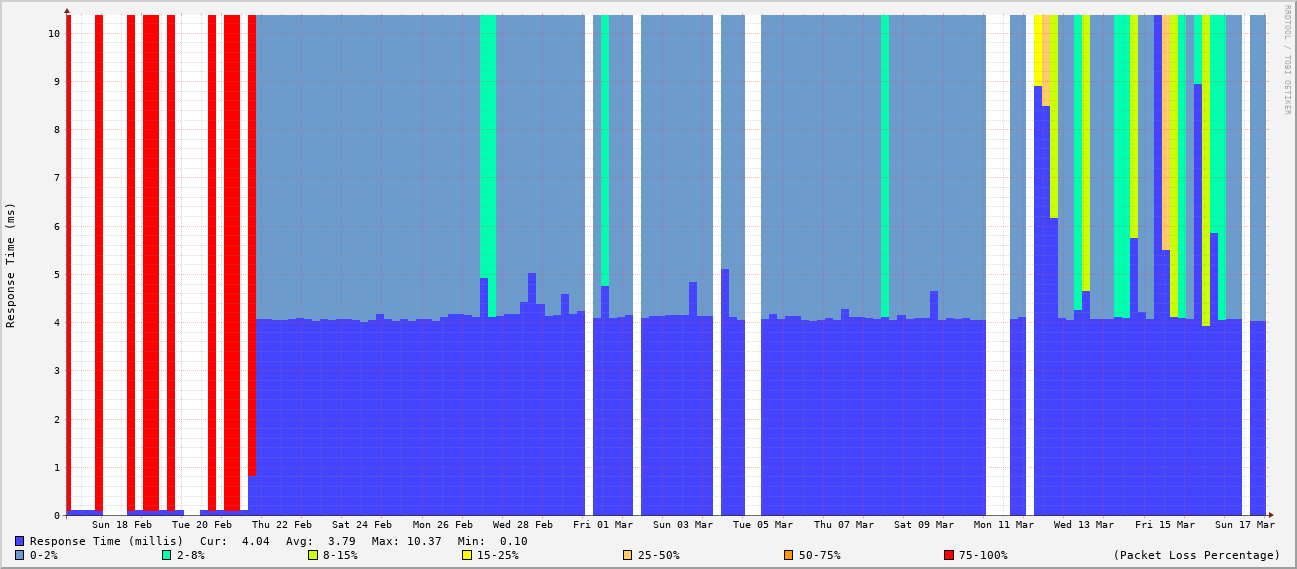 RRDTOOL / TOBI OETIKER
Response Time (ms)
10
9
8
7
6
5
4
3
2
1
0
Sun 18 Feb Tue 20 Feb Thu 22 Feb Sat 24 Feb Mon 26 Feb Wed 28 Feb Fri 01 Mar Sun 03 Mar Tue 05 Mar Thu 07 Mar Sat 09 Mar Mon 11 Mar Wed 13 Mar Fri 15 Mar Sun 17 Mar
Response Time (millis) Cur: 4.04 Avg: 3.79 Max: 10.37 Min: 0.10
0-2% 2-8% 8-15% 15-25% 25-50% 50-75% 75-100% (Packet Loss Percentage)